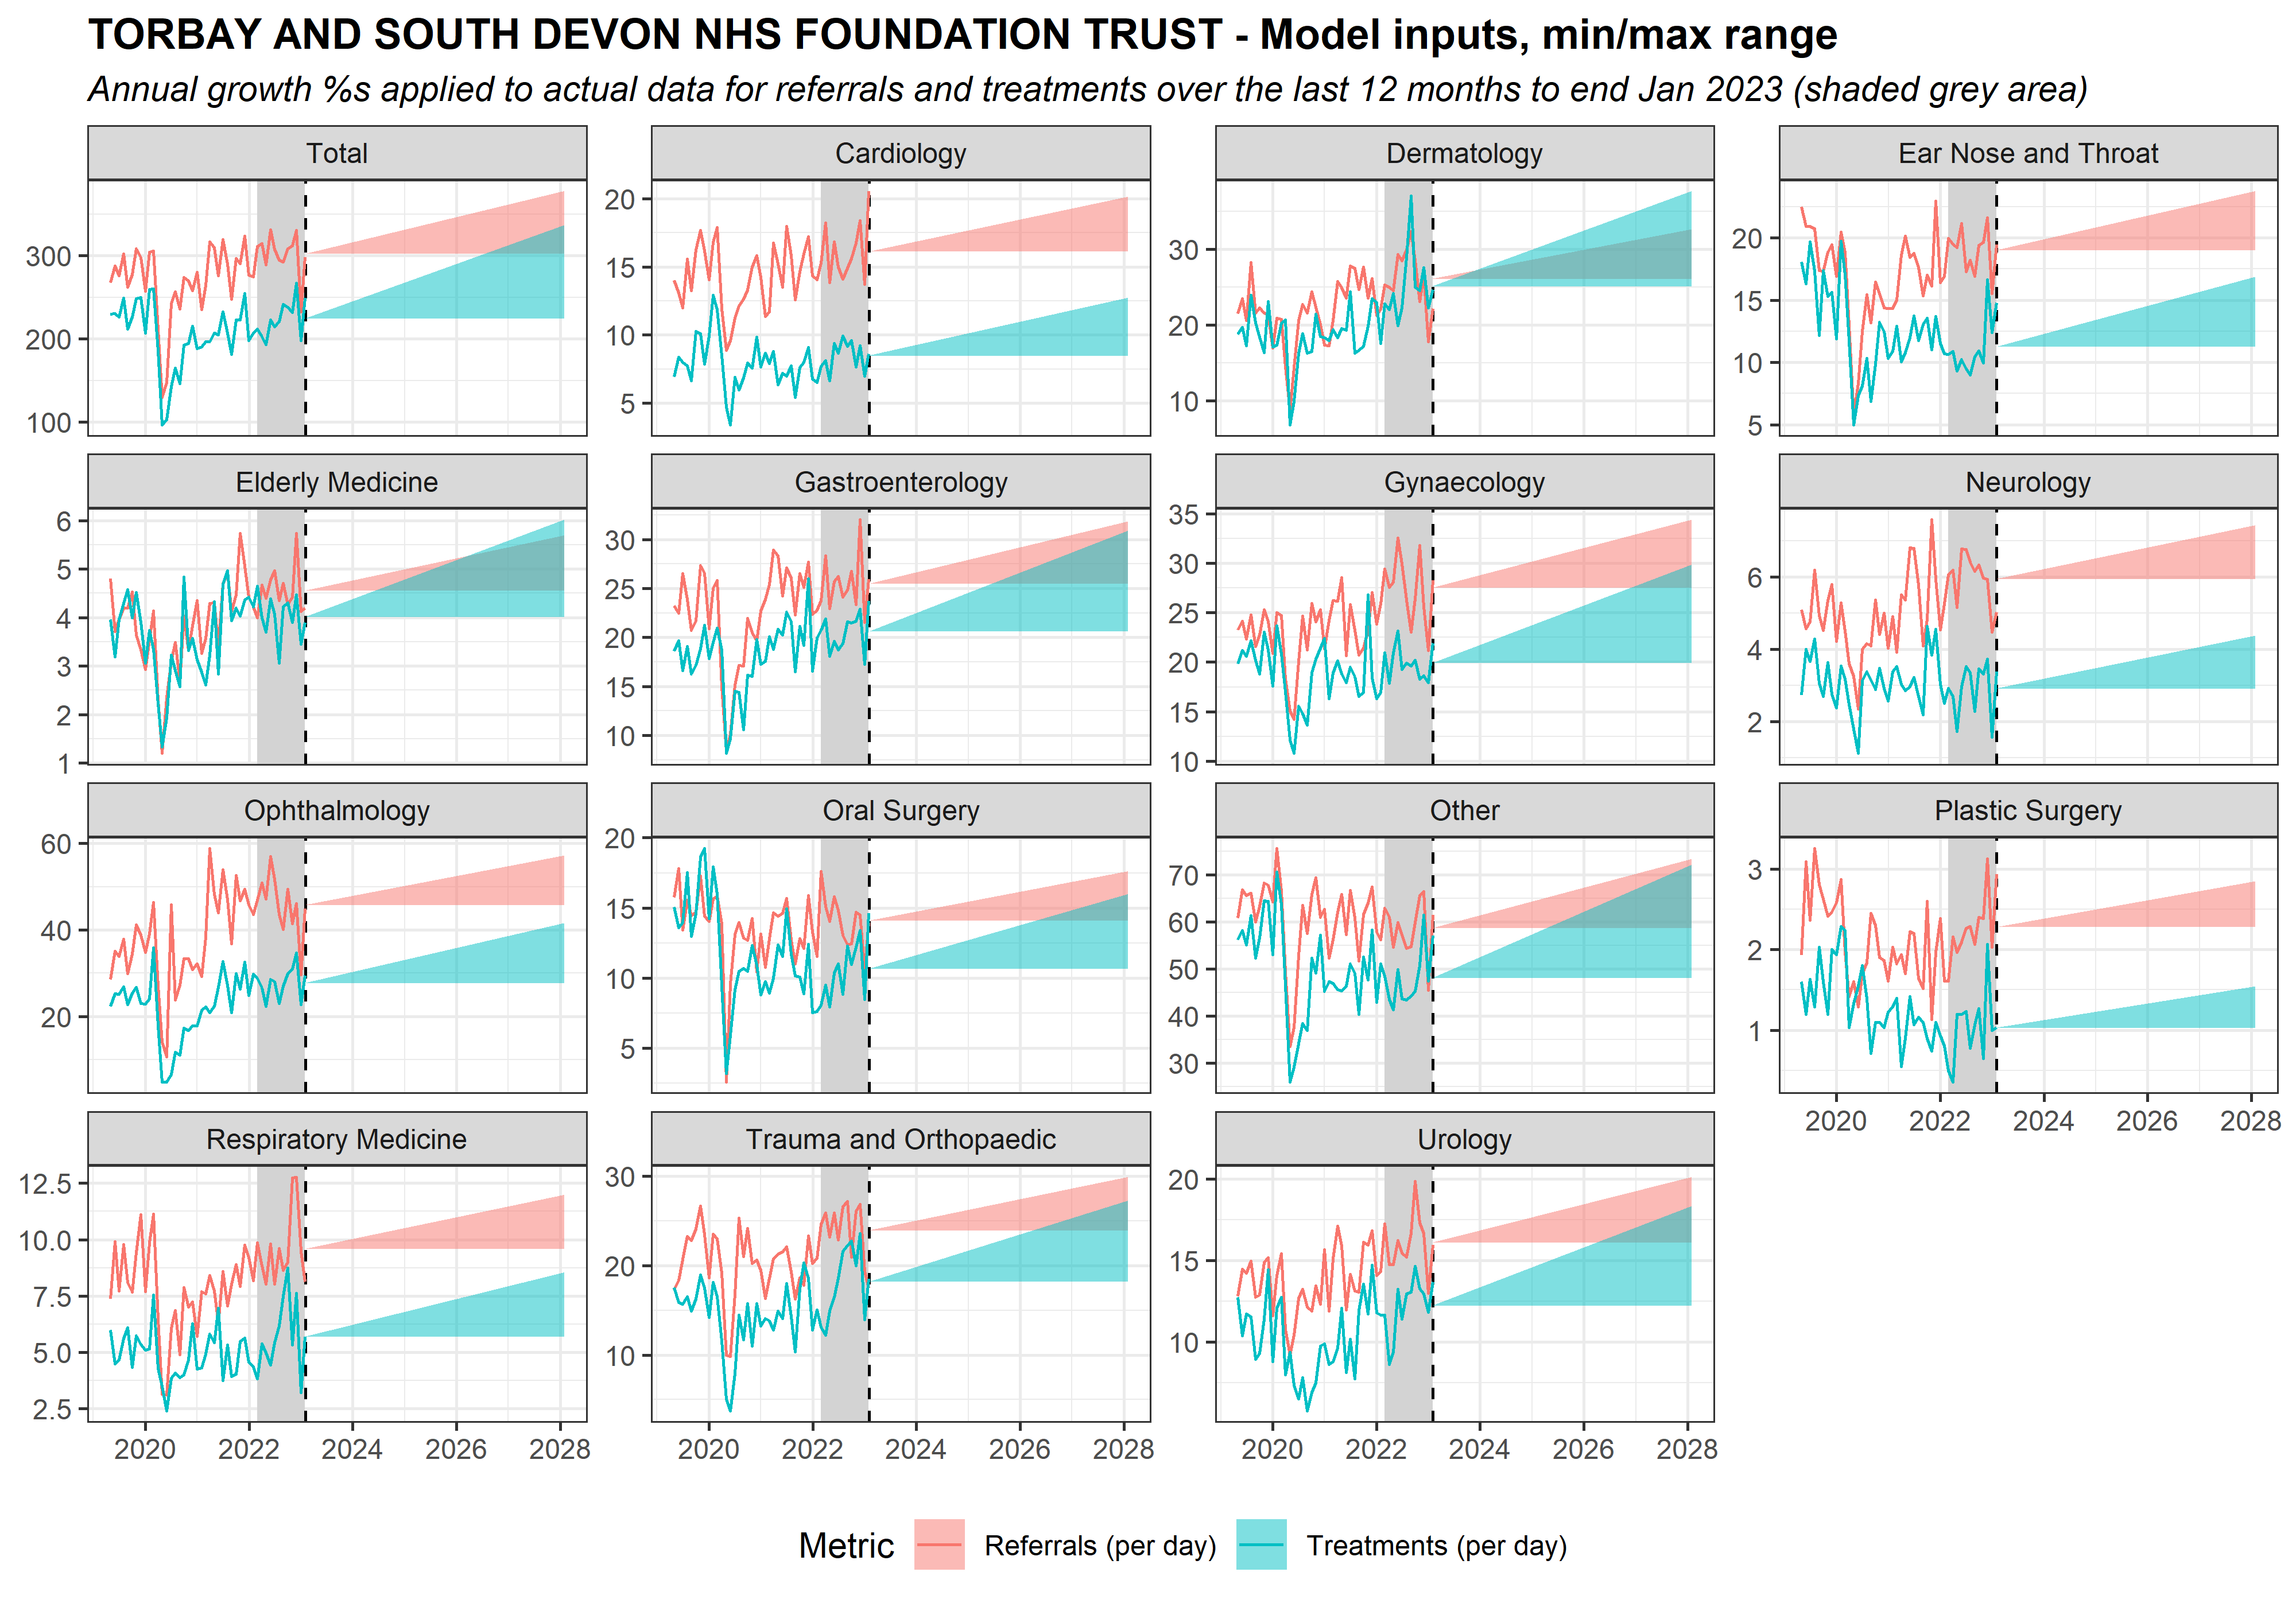 TORBAY AND SOUTH DEVON NHS FOUNDATION TRUST - Model inputs, min/max range
Annual growth %s applied to actual data for referrals and treatments over the last 12 months to end Jan 2023 (shaded grey area)
Total
Cardiology
Dermatology
Ear Nose and Throat
300
200
100
20
15
10
5
30
20
10
20
15
10
5
Elderly Medicine
Gastroenterology
Gynaecology
Neurology
6
5
4
3
2
1
30
25
20
15
10
35
30
25
20
15
10
6
4
2
Ophthalmology
Oral Surgery
Other
Plastic Surgery
60
40
20
20
15
10
5
70
60
50
40
30
3
2
1
2020 2022 2024 2026 2028
Respiratory Medicine
Trauma and Orthopaedic
Urology
12.5
10.0
7.5
5.0
2.5
30
20
10
20
15
10
2020 2022 2024 2026 2028
2020 2022 2024 2026 2028
2020 2022 2024 2026 2028
Metric Referrals (per day) Treatments (per day)